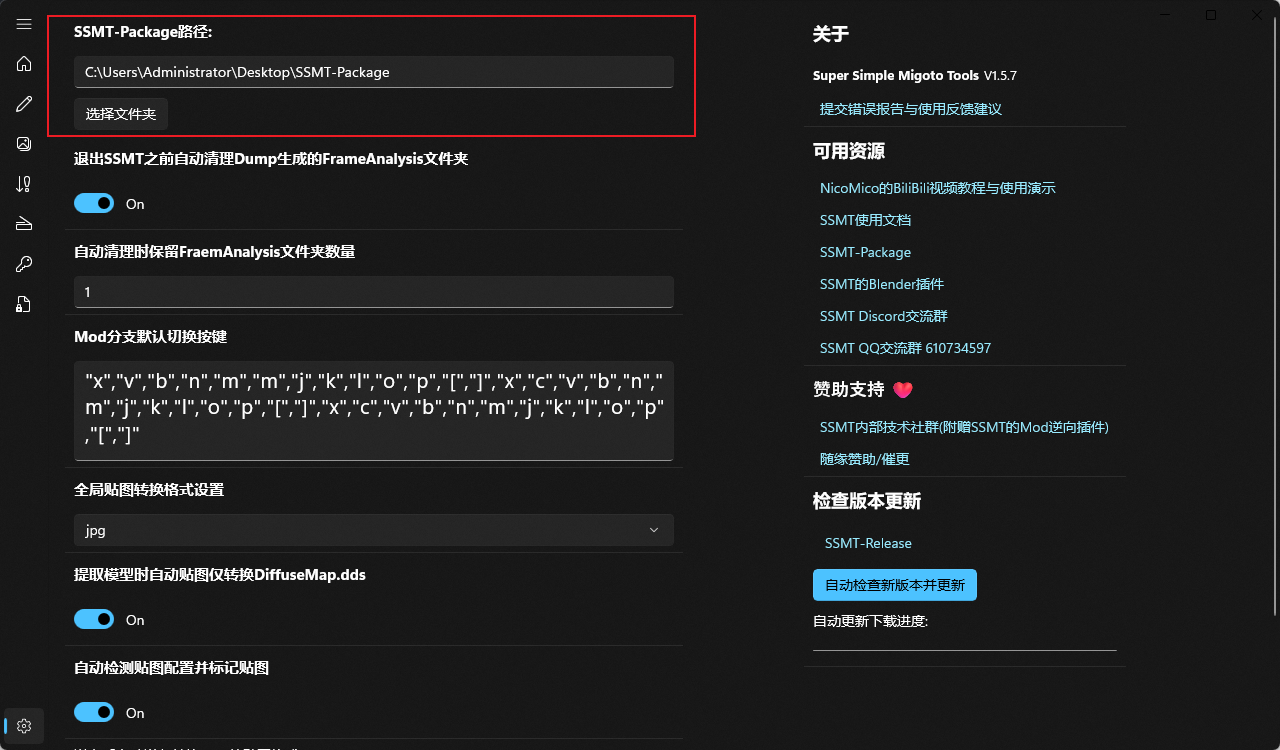 SSMT-Package路径:
C:\Users\Administrator\Desktop\SSMT-Package
选择文件夹
退出SSMT之前自动清理Dump生成的FrameAnalysis文件夹
On
自动清理时保留FraemAnalysis文件夹数量
1
Mod分支默认切换按键
"x","v","b","n","m","m","j","k","l","o","p","[","]","x","c","v","b","n","
m","j","k","l","o","p","[","]","x","c","v","b","n","m","j","k","l","o","p"
,"[","]"
全局贴图转换格式设置
jpg
提取模型时自动贴图仅转换DiffuseMap.dds
On
自动检测贴图配置并标记贴图
On
关于
Super Simple Migoto Tools V1.5.7
提交错误报告与使用反馈建议
可用资源
NicoMico的BiliBili视频教程与使用演示
SSMT使用文档
SSMT-Package
SSMT的Blender插件
SSMT Discord交流群
SSMT QQ交流群 610734597
赞助支持
SSMT内部技术社群(附赠SSMT的Mod逆向插件)
随缘赞助/催更
检查版本更新
SSMT-Release
自动检查新版本并更新
自动更新下载进度: